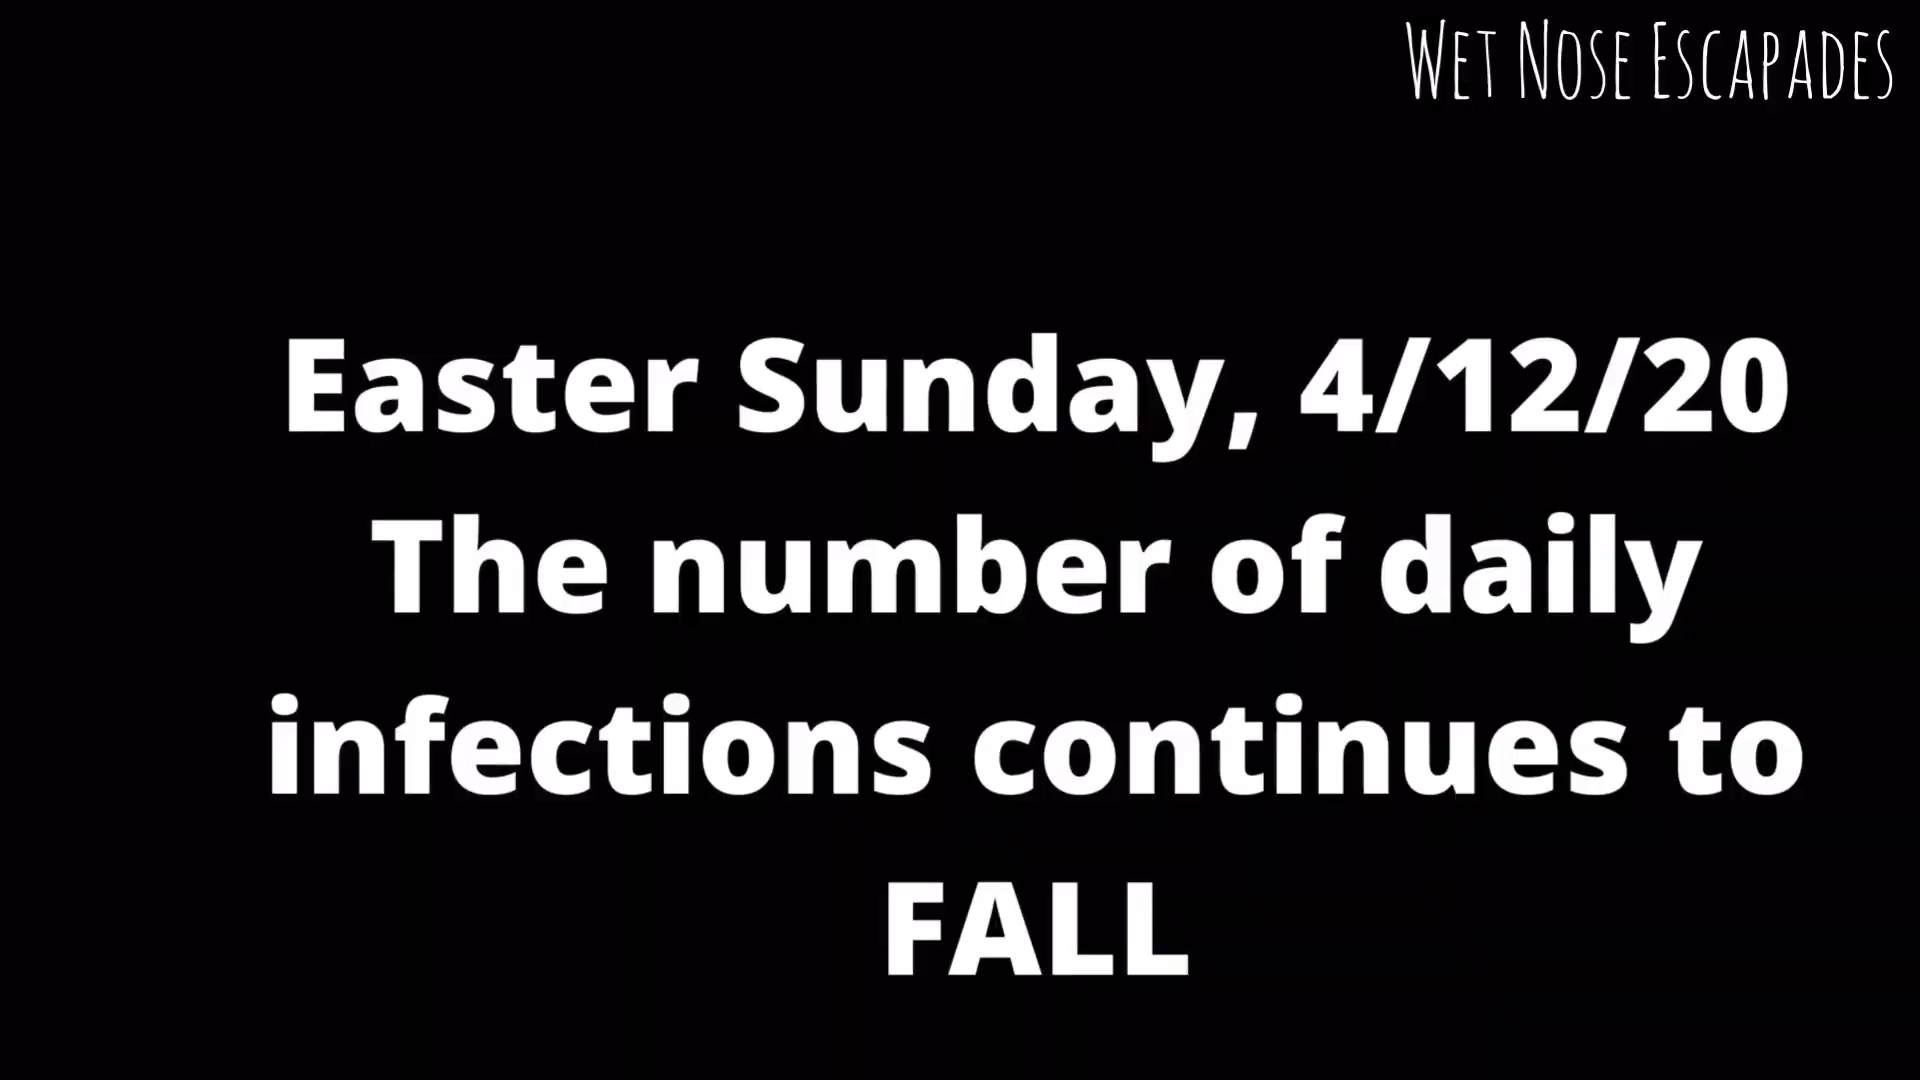 WET NOSE ESCAPADES
Easter Sunday, 4/12/20
The number of daily
infections continues to
FALL